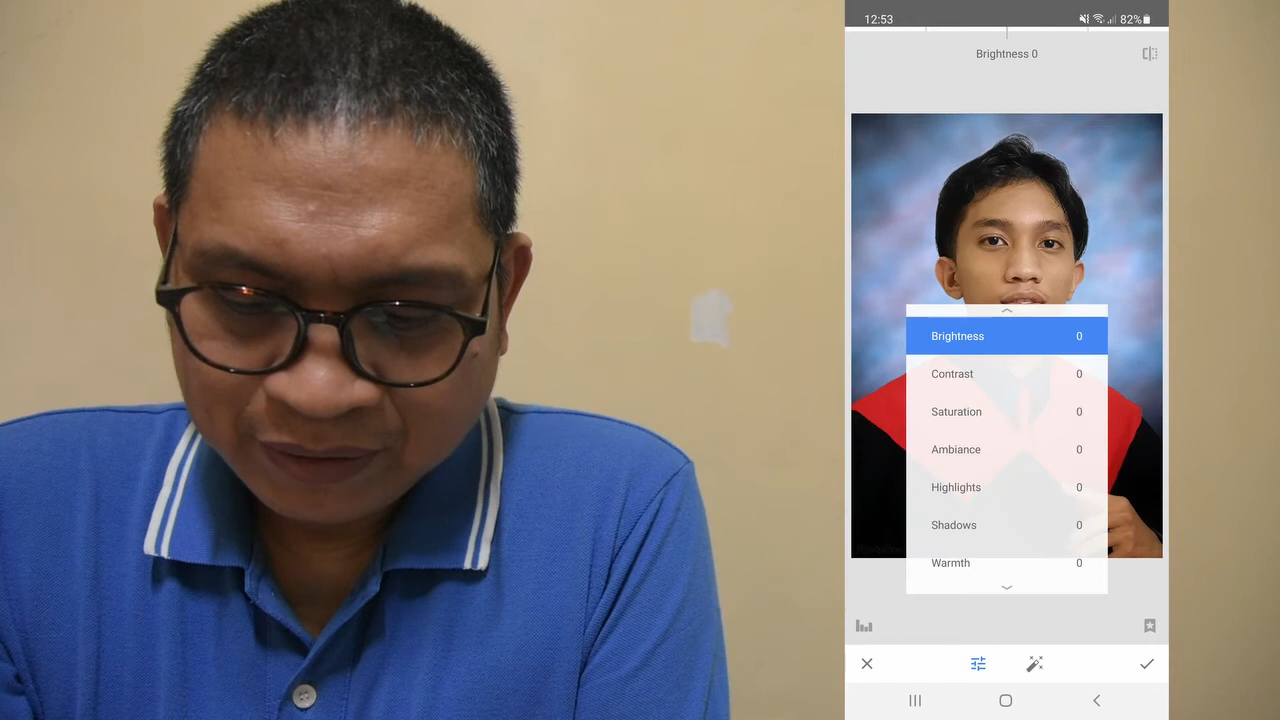 12:53
82%
Brightness 0
Brightness 0
Contrast 0
Saturation 0
Ambiance 0
Highlights 0
Shadows 0
Warmth 0